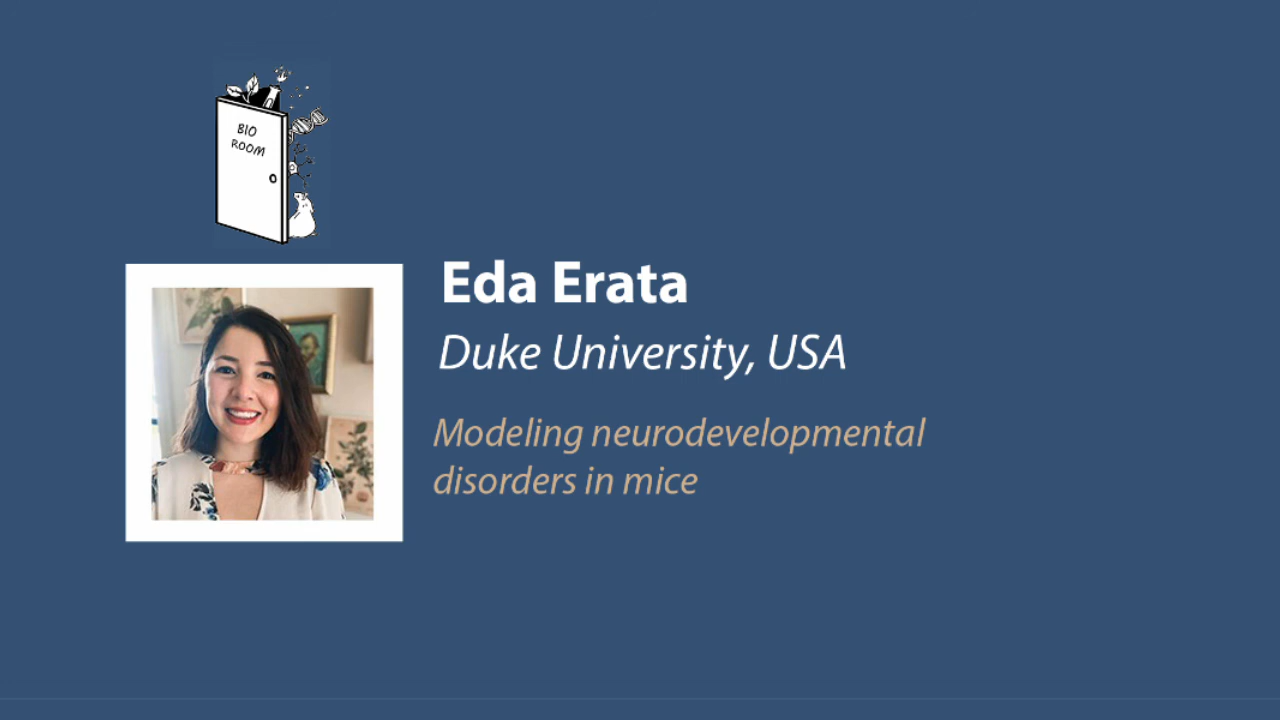 BIO
ROOM
Eda Erata
Duke University, USA
Modeling neurodevelopmental
disorders in mice